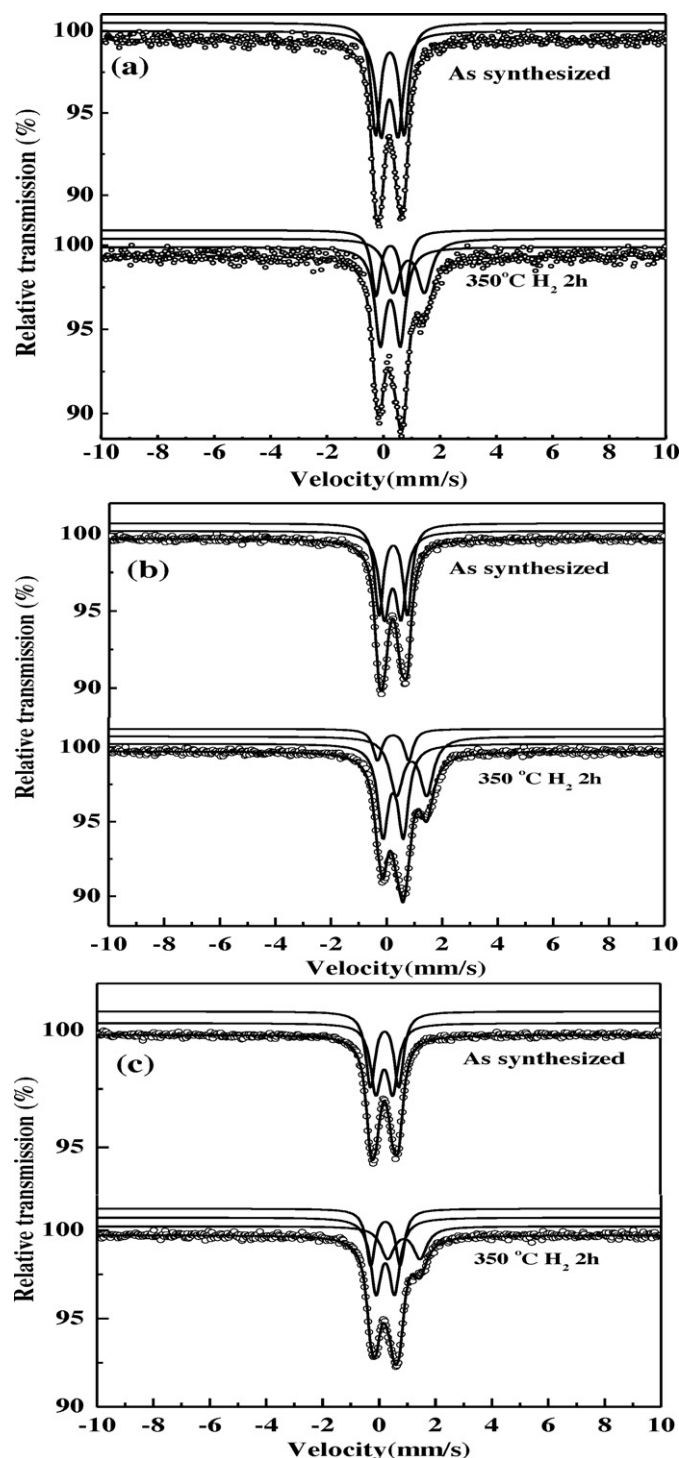 (a)
As synthesized
350°C H₂ 2h
Relative transmission (%)
100
95
90
100
95
90
-10 -8 -6 -4 -2 0 2 4 6 8 10
Velocity(mm/s)
(b)
As synthesized
350 °C H₂ 2h
Relative transmission (%)
100
95
90
100
95
90
-10 -8 -6 -4 -2 0 2 4 6 8 10
Velocity(mm/s)
(c)
As synthesized
350 °C H₂ 2h
Relative transmission (%)
100
95
100
95
90
-10 -8 -6 -4 -2 0 2 4 6 8 10
Velocity(mm/s)